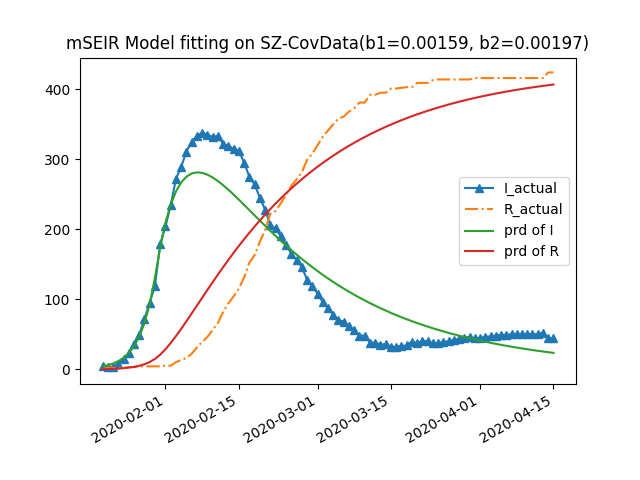 mSEIR Model fitting on SZ-CovData(b1=0.00159, b2=0.00197)
400
300
200
100
0
I_actual
R_actual
prd of I
prd of R
2020-02-01
2020-02-15
2020-03-01
2020-03-15
2020-04-01
2020-04-15